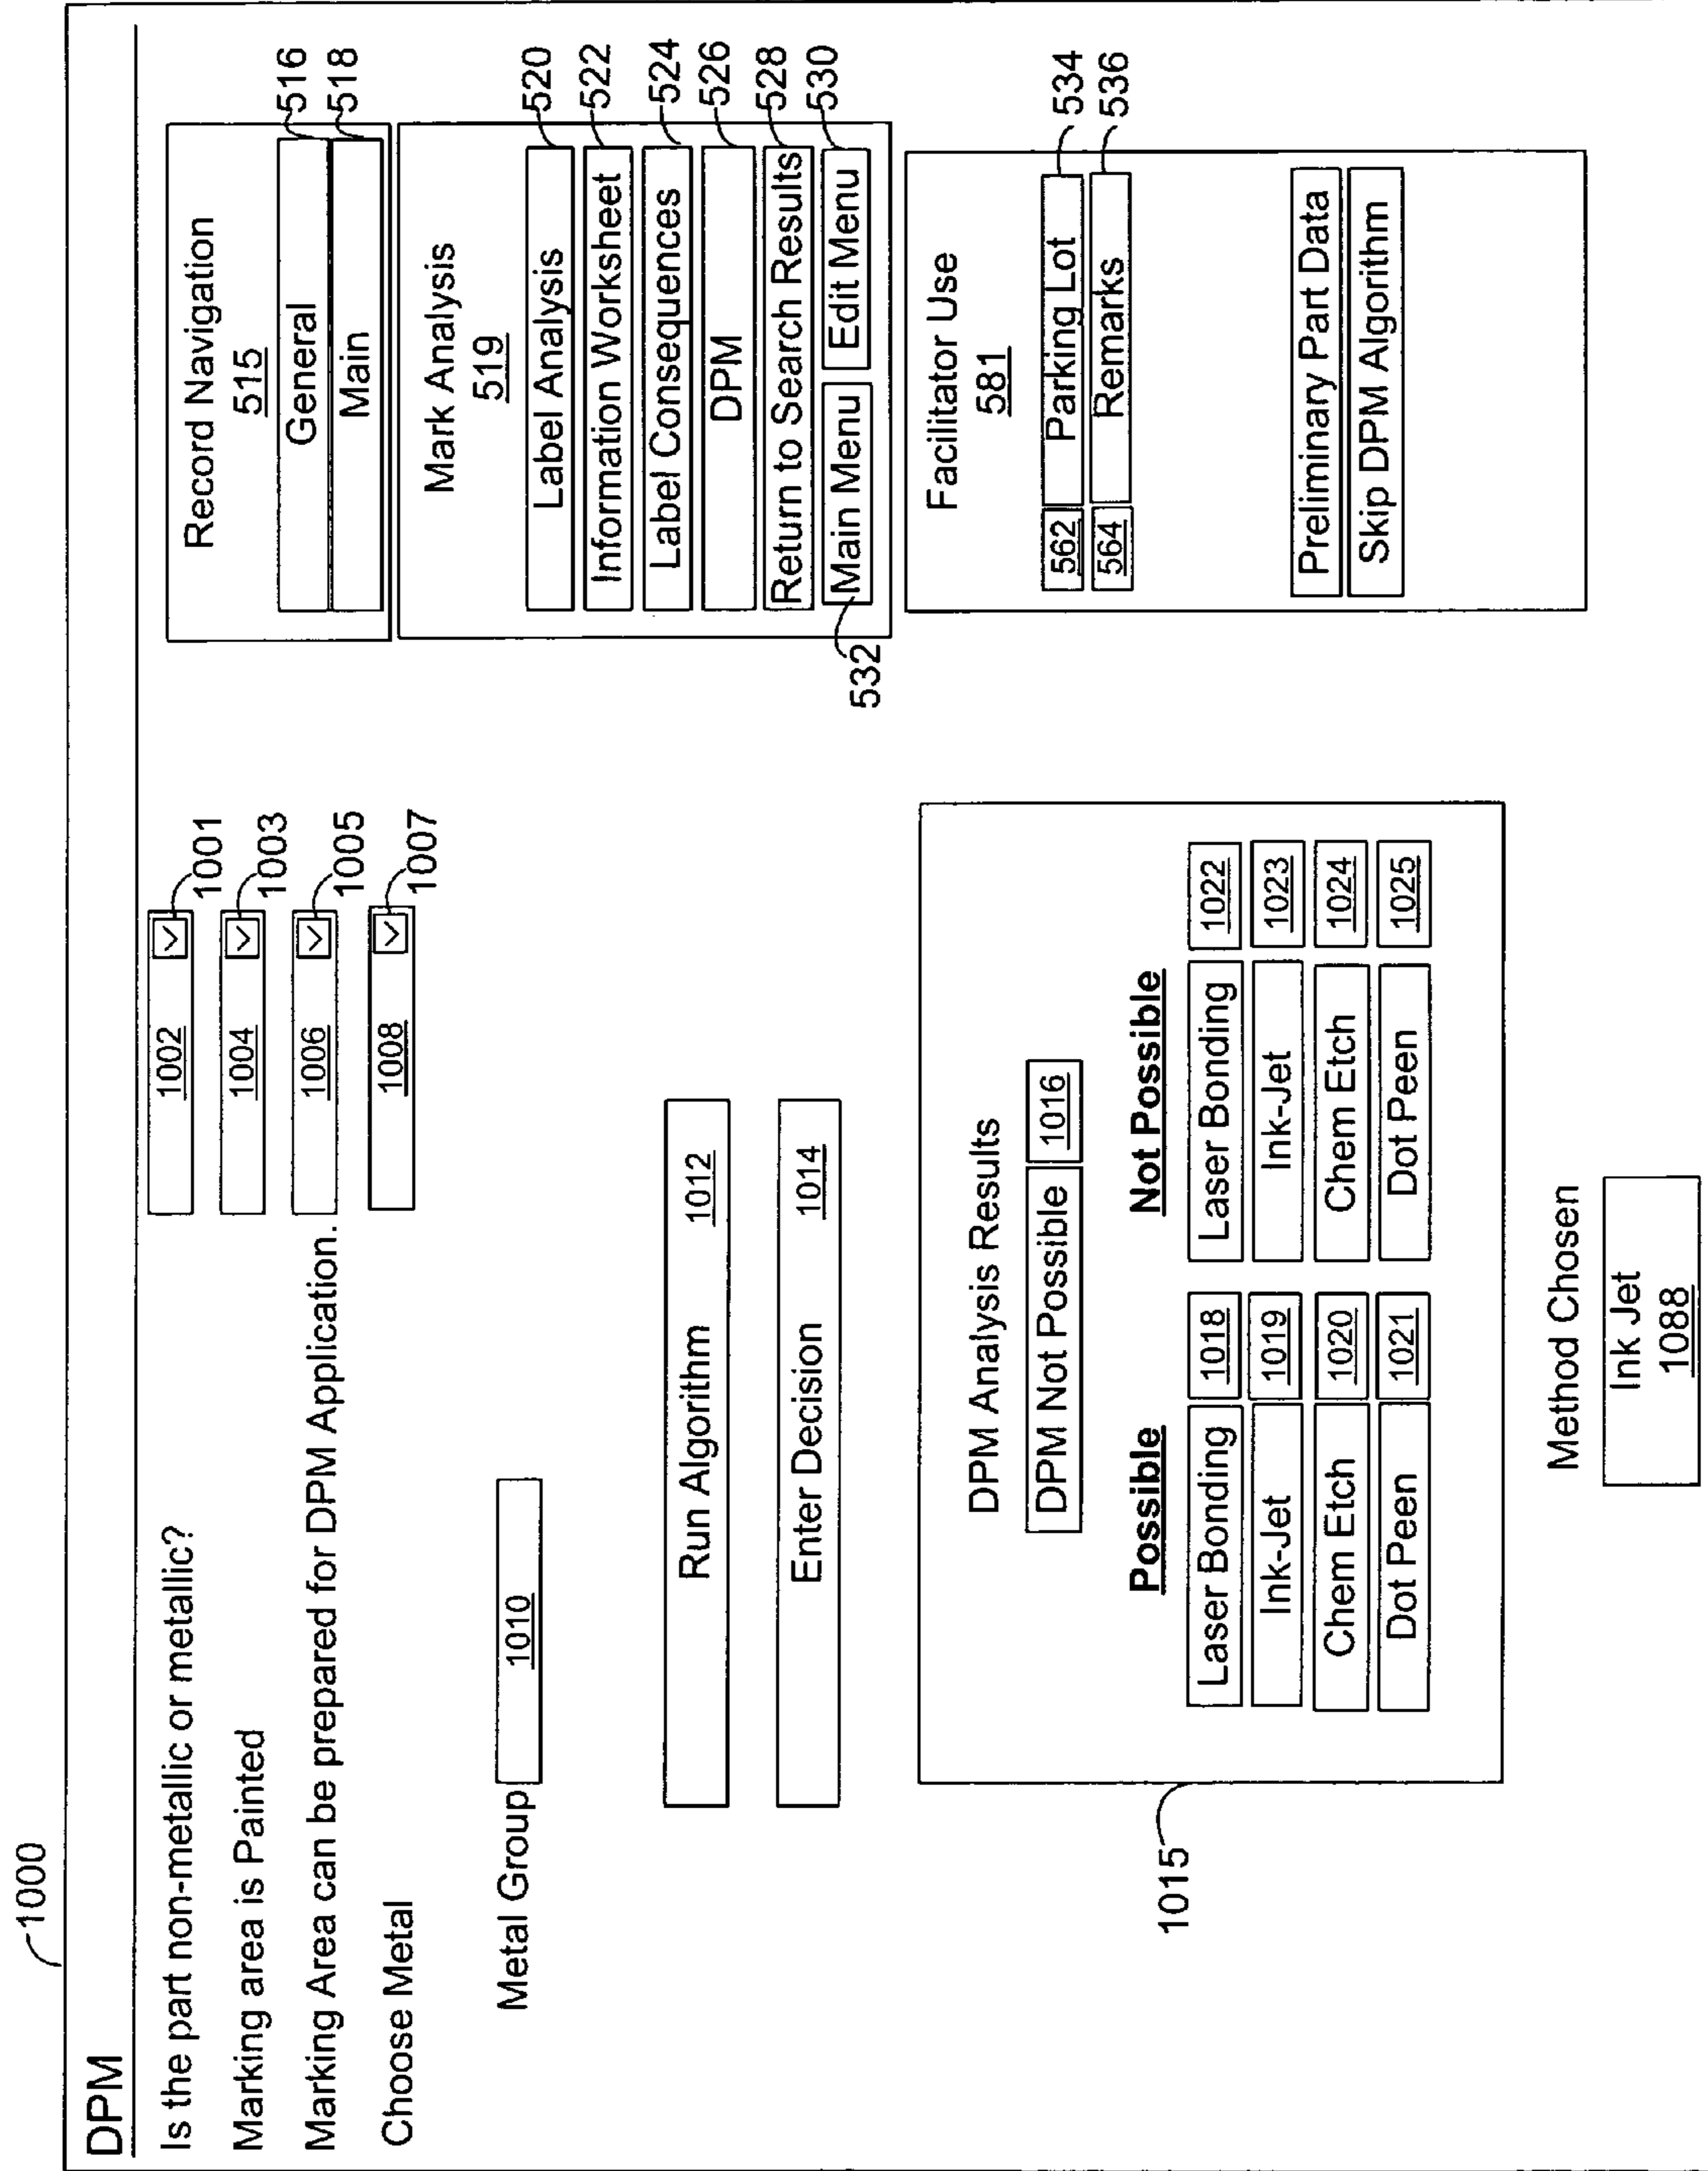 1000
DPM
Is the part non-metallic or metallic?
1002
1001
Marking area is Painted
1004
1003
Marking Area can be prepared for DPM Application.
1006
1005
Choose Metal
1008
1007
Metal Group
1010
Run Algorithm 1012
Enter Decision 1014
1015
DPM Analysis Results
DPM Not Possible 1016
Possible Not Possible
Laser Bonding 1018 Laser Bonding 1022
Ink-Jet 1019 Ink-Jet 1023
Chem Etch 1020 Chem Etch 1024
Dot Peen 1021 Dot Peen 1025
Method Chosen
Ink Jet
1088
Record Navigation
515
General 516
Main 518
Mark Analysis
519
Label Analysis 520
Information Worksheet 522
Label Consequences 524
DPM 526
Return to Search Results 528
532 Main Menu Edit Menu 530
Facilitator Use
581
562 Parking Lot 534
564 Remarks 536
Preliminary Part Data
Skip DPM Algorithm